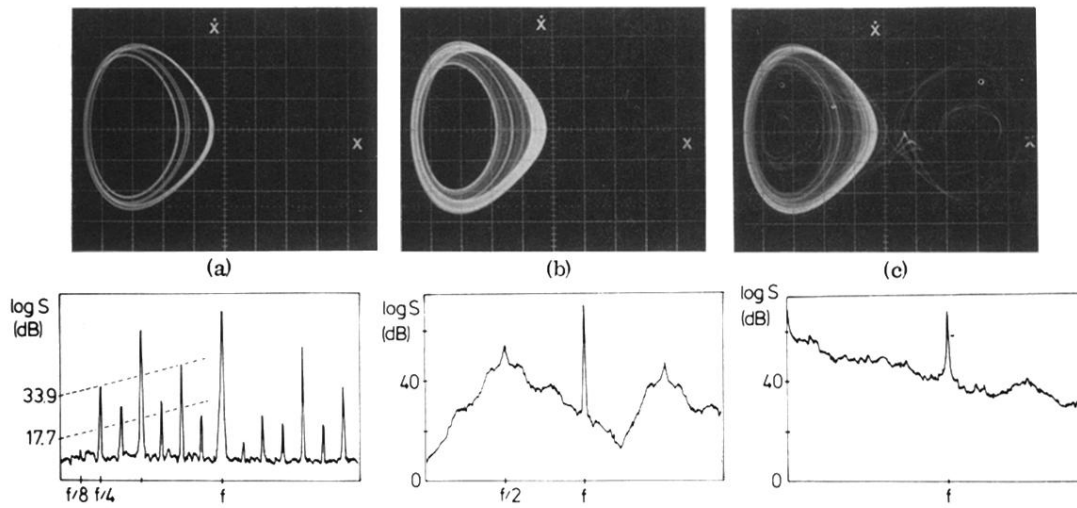 Ẋ
X
Ẋ
X
Ẋ
X
(a)
(b)
(c)
log S
(dB)
33.9
17.7
f/8 f/4 f
log S
(dB)
40
0
f/2 f
log S
(dB)
40
0
f